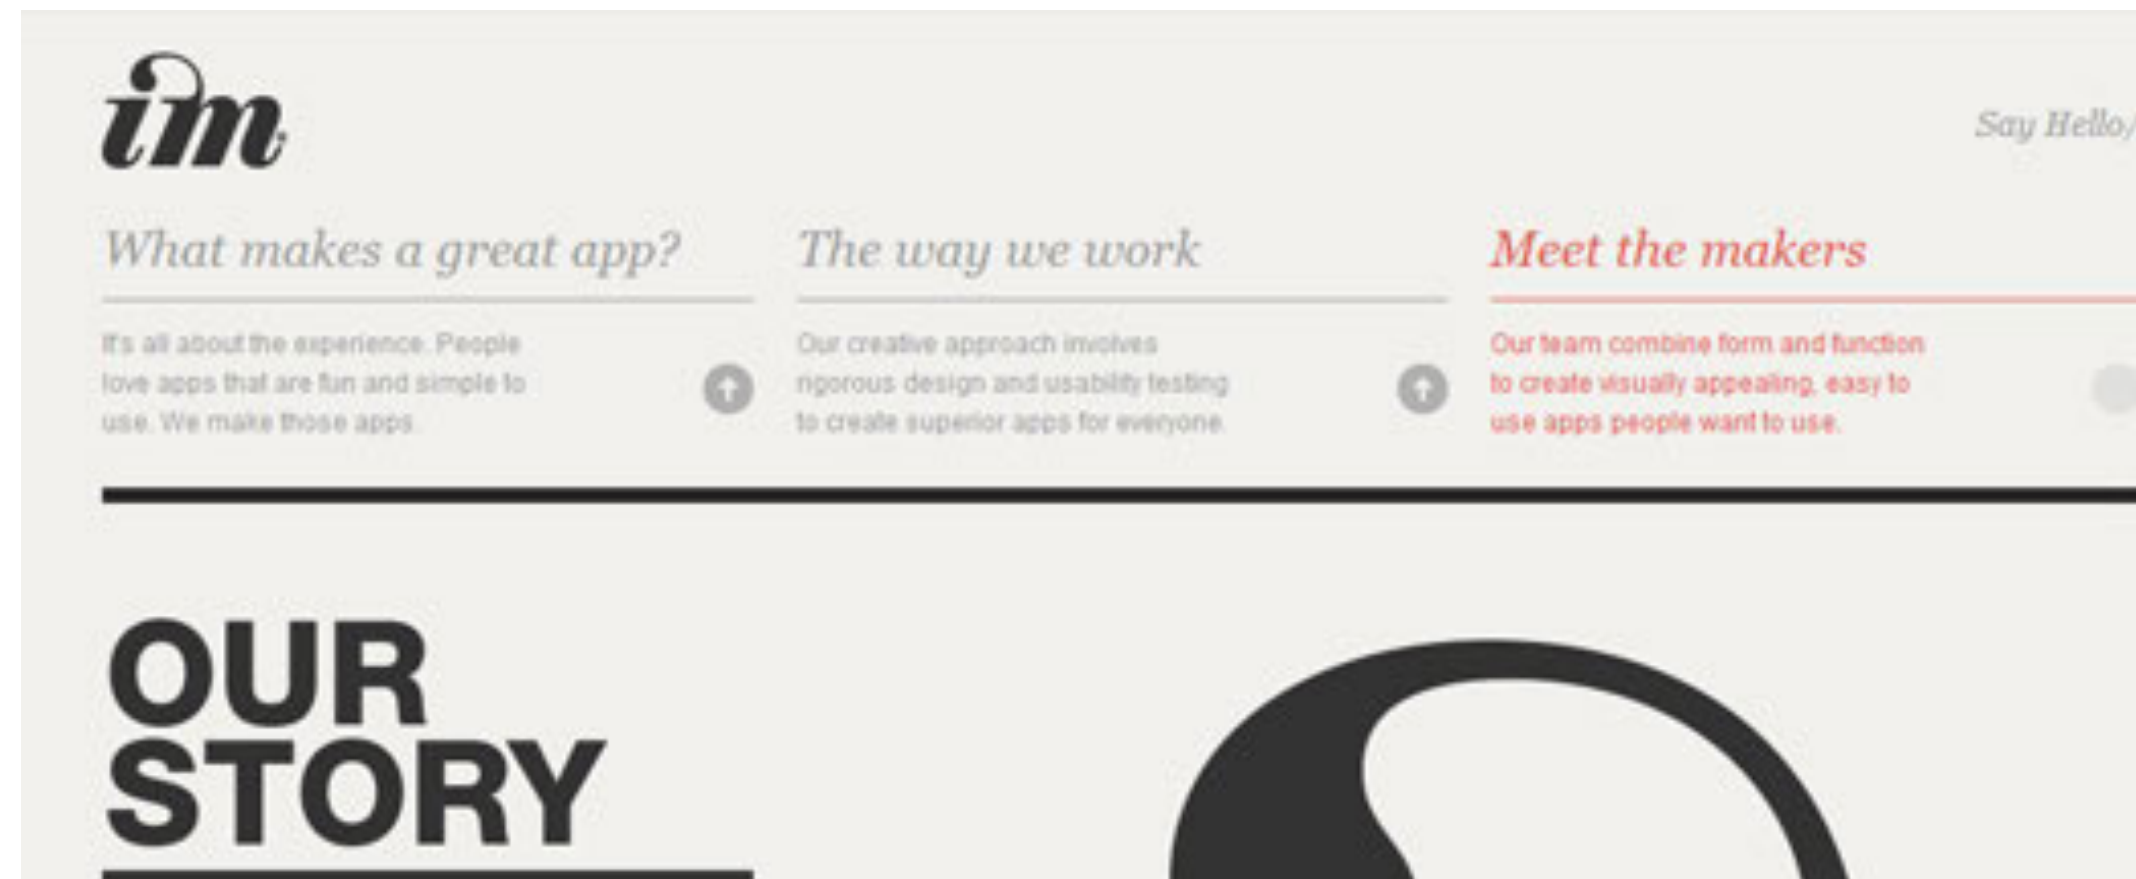 im
Say Hello/
What makes a great app?
The way we work
Meet the makers
It's all about the experience. People
love apps that are fun and simple to
use. We make those apps.
Our creative approach involves
rigorous design and usability testing
to create superior apps for everyone.
Our team combine form and function
to create visually appealing, easy to
use apps people want to use.
OUR
STORY